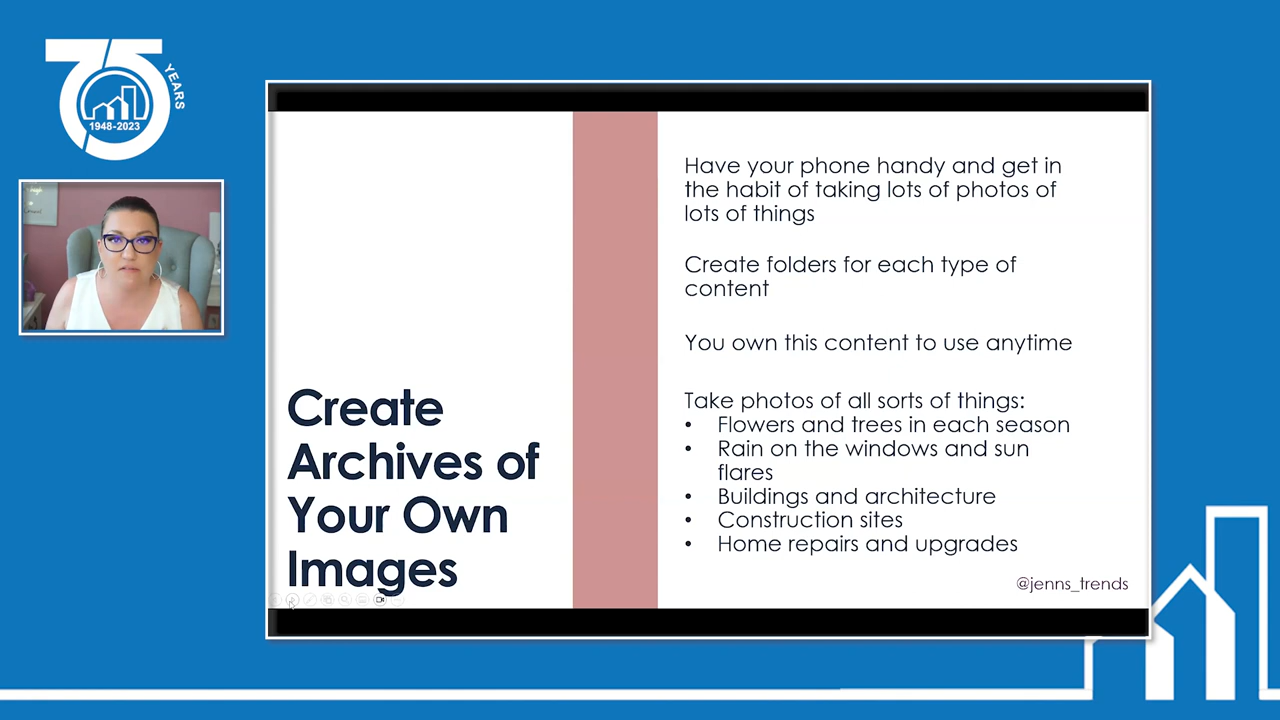 75
YEARS
1948-2023
Create
Archives of
Your Own
Images
Have your phone handy and get in
the habit of taking lots of photos of
lots of things
Create folders for each type of
content
You own this content to use anytime
Take photos of all sorts of things:
• Flowers and trees in each season
• Rain on the windows and sun
flares
• Buildings and architecture
• Construction sites
• Home repairs and upgrades
@jenns_trends